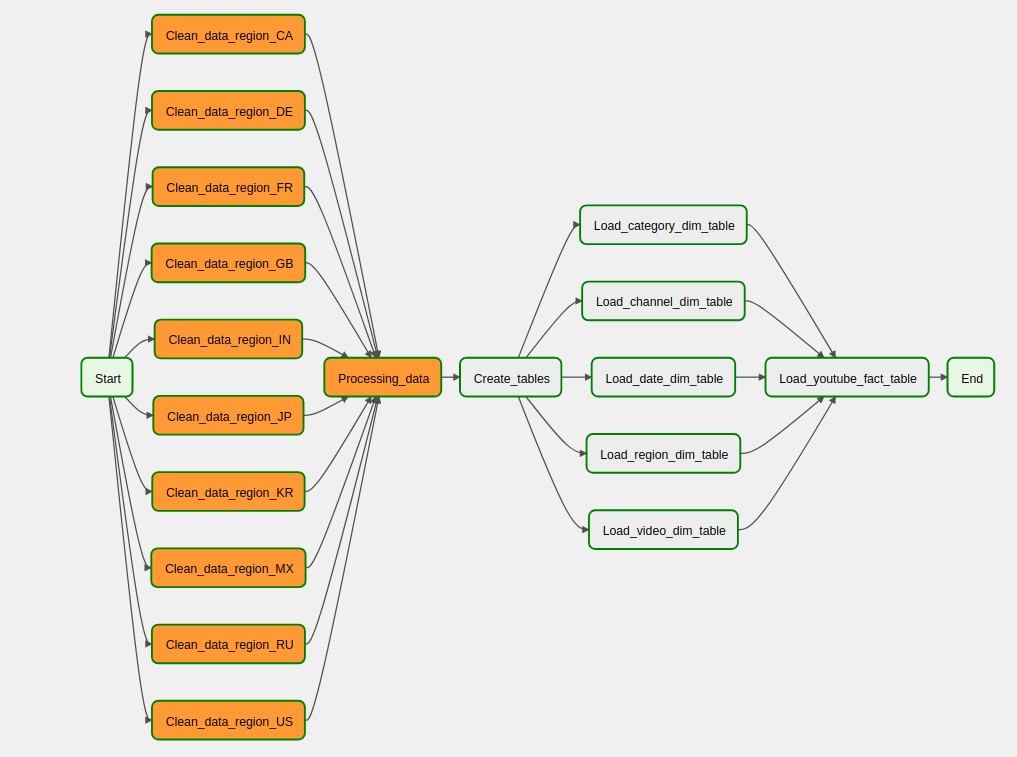 Clean_data_region_CA
Clean_data_region_DE
Clean_data_region_FR
Clean_data_region_GB
Clean_data_region_IN
Start
Clean_data_region_JP
Clean_data_region_KR
Clean_data_region_MX
Clean_data_region_RU
Clean_data_region_US
Processing_data
Create_tables
Load_category_dim_table
Load_channel_dim_table
Load_date_dim_table
Load_region_dim_table
Load_video_dim_table
Load_youtube_fact_table
End